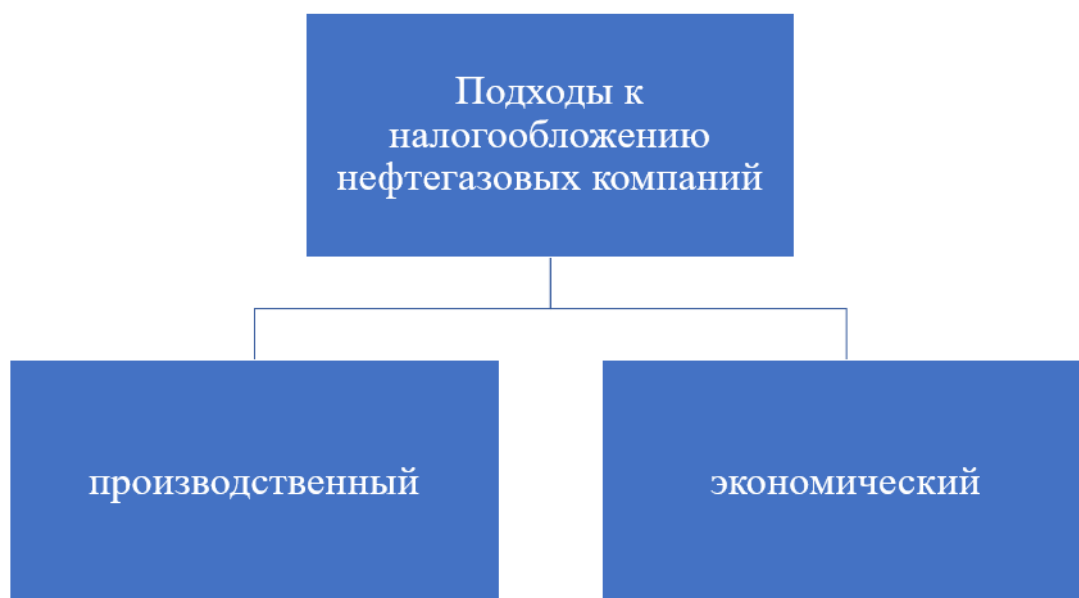 Подходы к
налогообложению
нефтегазовых компаний
производственный
экономический